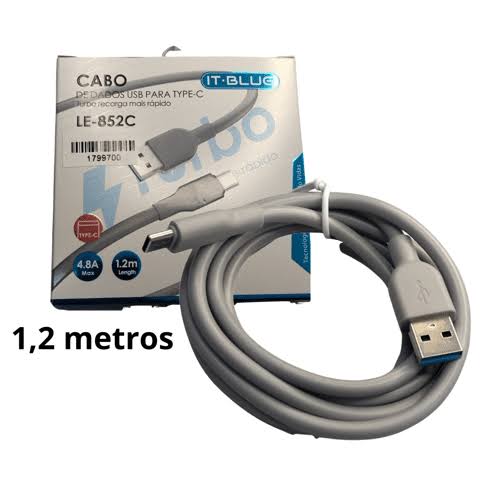 IT-BLUE
CABO
DE DADOS USB PARA TYPE-C
Turbo recarga mais rápido
LE-852C
1799700
Turbo
rápido
TYPE-C
4.8A
Max
1.2m
Length
1,2 metros